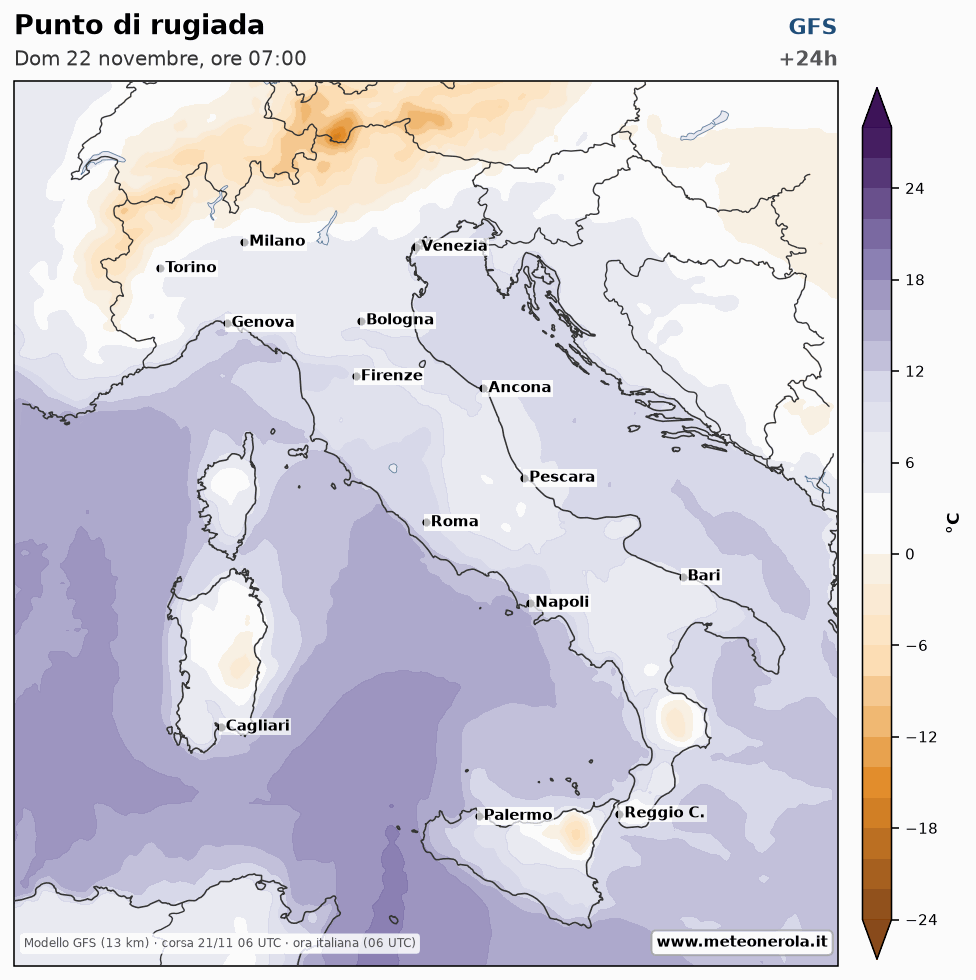 Punto di rugiada
GFS
Dom 22 novembre, ore 07:00
+24h
Milano
Venezia
Torino
Genova
Bologna
Firenze
Ancona
Pescara
Roma
Bari
Napoli
Cagliari
Palermo
Reggio C.
24
18
12
6
0
−6
−12
−18
−24
°C
Modello GFS (13 km) · corsa 21/11 06 UTC · ora italiana (06 UTC)
www.meteonerola.it